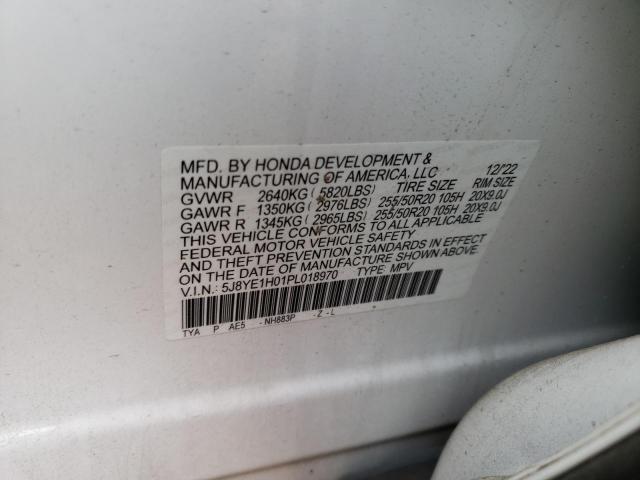 MFD. BY HONDA DEVELOPMENT &
MANUFACTURING OF AMERICA, LLC 12/22
GVWR 2640KG ( 5820LBS) TIRE SIZE RIM SIZE
GAWR F 1350KG ( 2976LBS) 255/50R20 105H 20X9.0J
GAWR R 1345KG ( 2965LBS) 255/50R20 105H 20X9.0J
THIS VEHICLE CONFORMS TO ALL APPLICABLE
FEDERAL MOTOR VEHICLE SAFETY
AND THEFT PREVENTION STANDARDS IN EFFECT
ON THE DATE OF MANUFACTURE SHOWN ABOVE.
V.I.N.: 5J8YE1H01PL018970 TYPE: MPV
TYA P AE5 -NH883P -Z-L